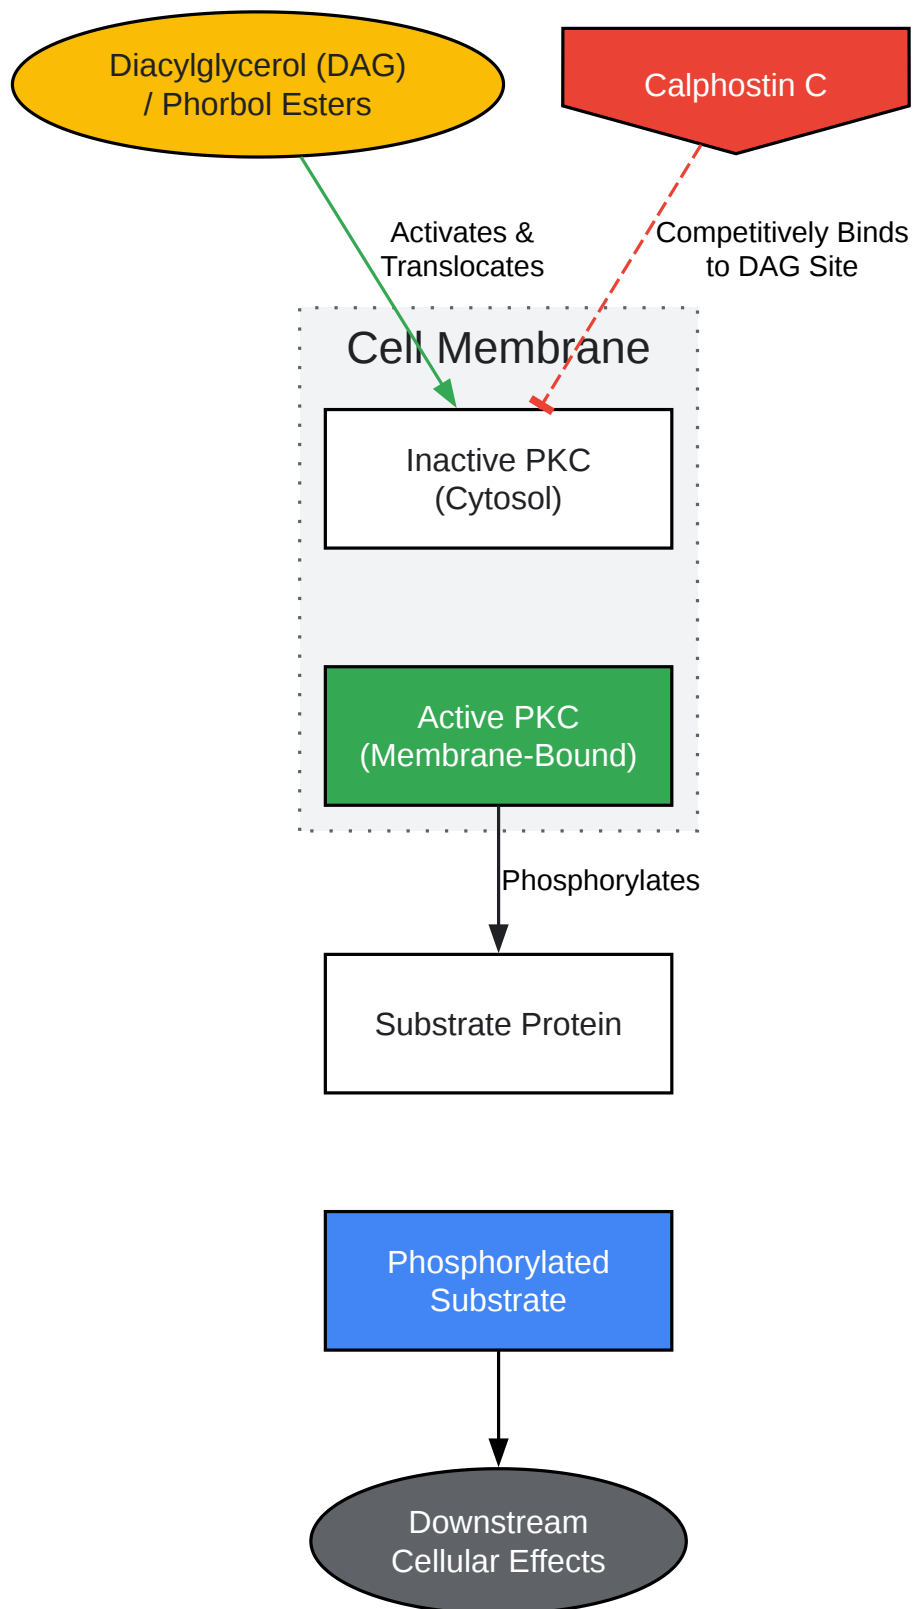 Diacylglycerol (DAG)
/ Phorbol Esters
Calphostin C
Activates &
Translocates
Competitively Binds
to DAG Site
Cell Membrane
Inactive PKC
(Cytosol)
Active PKC
(Membrane-Bound)
Phosphorylates
Substrate Protein
Phosphorylated
Substrate
Downstream
Cellular Effects